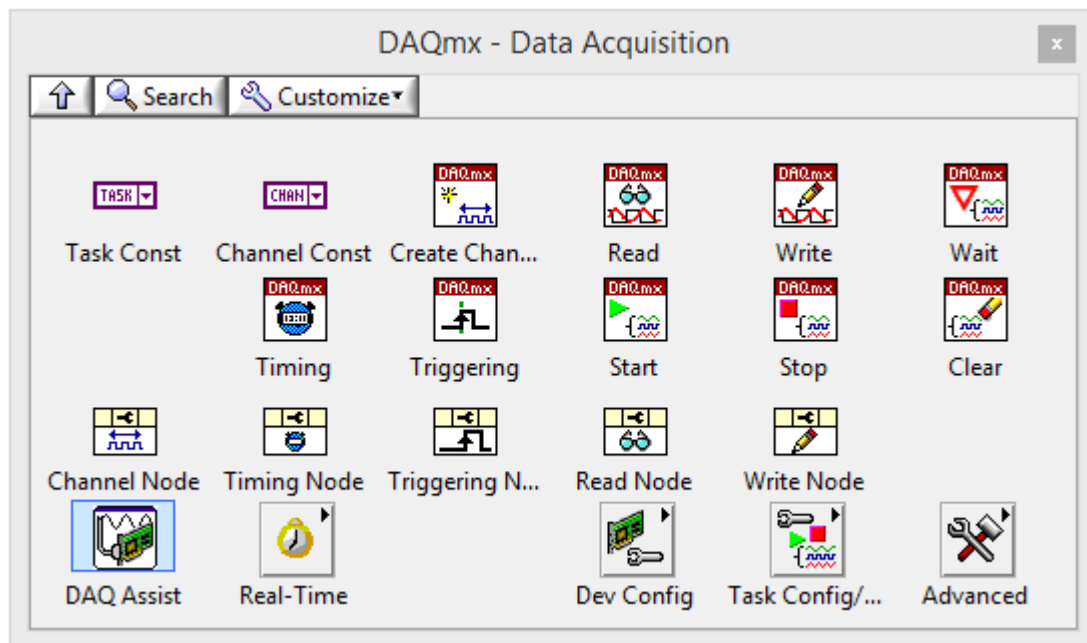 DAQmx - Data Acquisition
x
Search Customize
DAQmx DAQmx DAQmx DAQmx
TASK CHAN
Task Const Channel Const Create Chan... Read Write Wait
DAQmx DAQmx DAQmx DAQmx DAQmx
Timing Triggering Start Stop Clear
Channel Node Timing Node Triggering N... Read Node Write Node
DAQ Assist Real-Time Dev Config Task Config/... Advanced